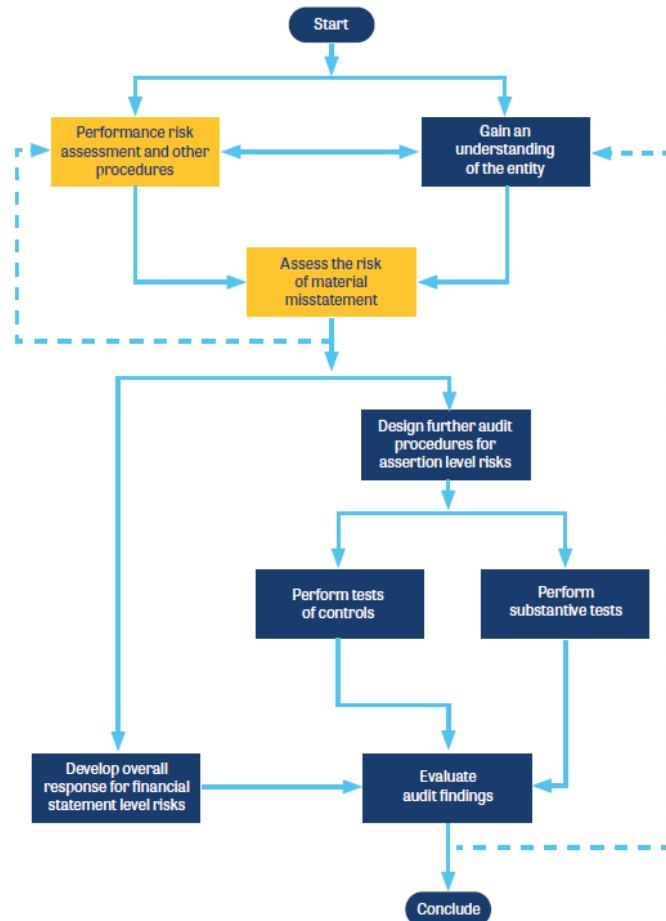 Start
Performance risk
assessment and other
procedures
Gain an
understanding
of the entity
Assess the risk
of material
misstatement
Design further audit
procedures for
assertion level risks
Perform tests
of controls
Perform
substantive tests
Develop overall
response for financial
statement level risks
Evaluate
audit findings
Conclude